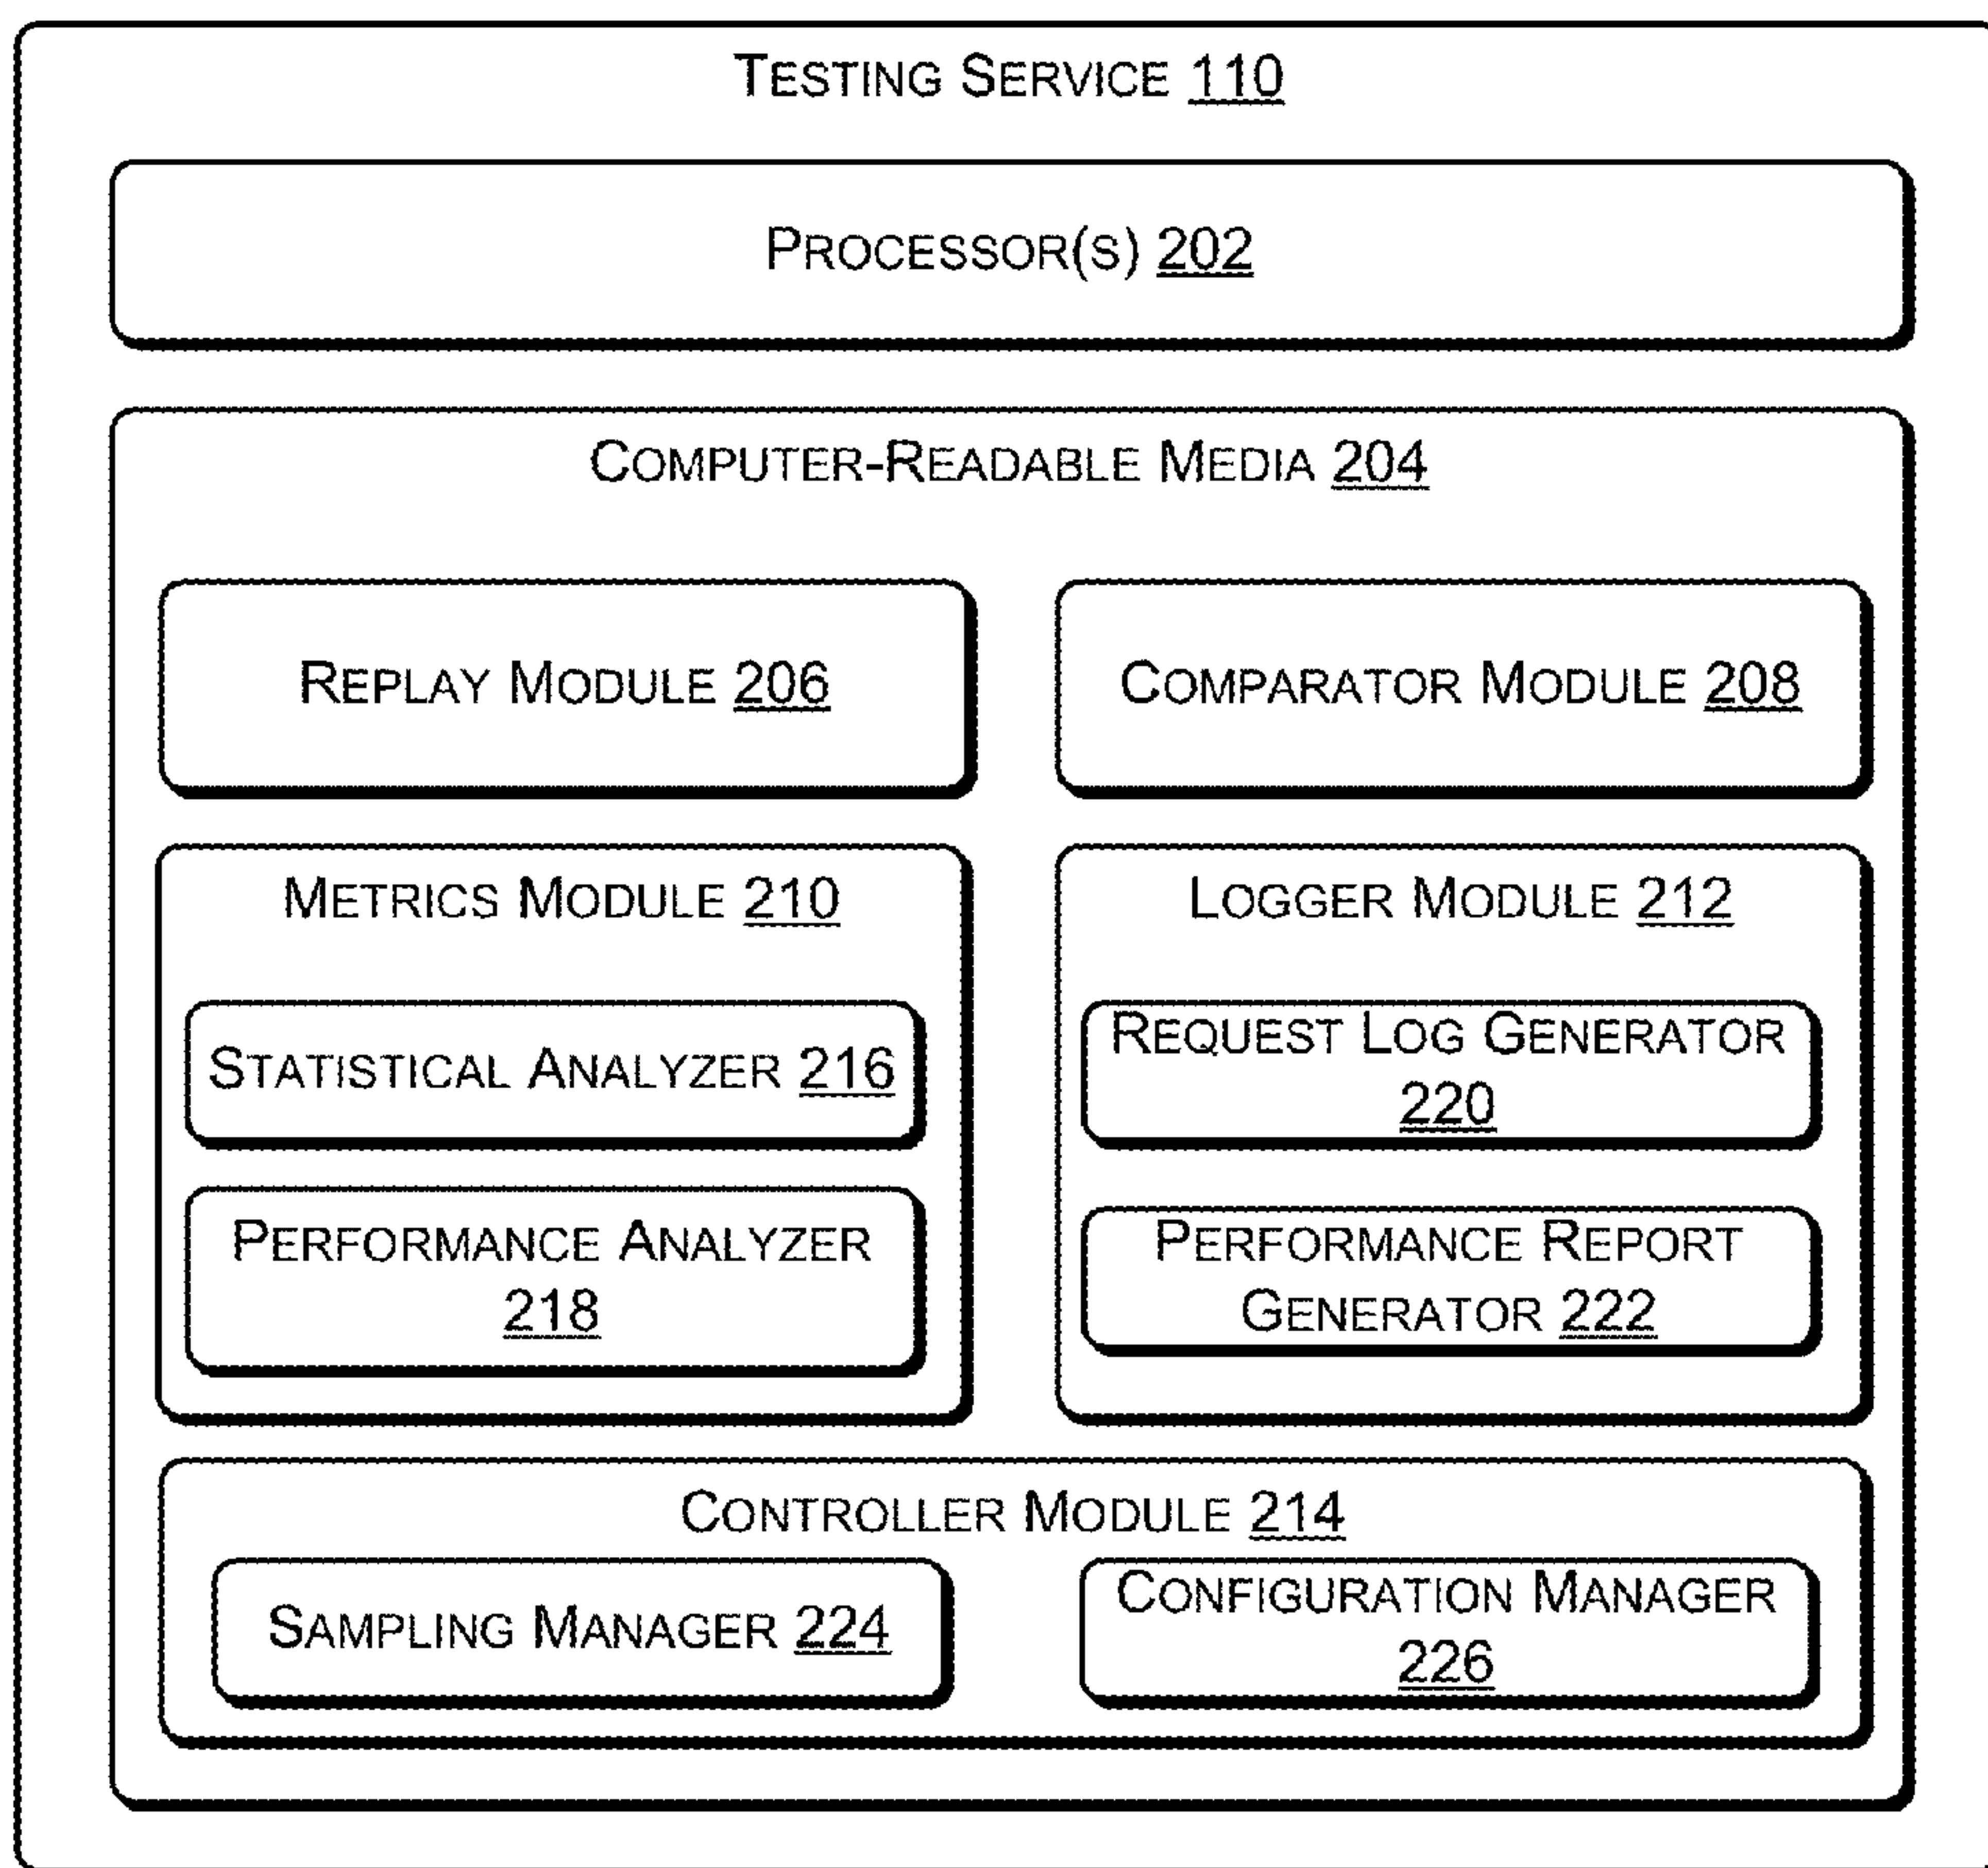 TESTING SERVICE 110
PROCESSOR(S) 202
COMPUTER-READABLE MEDIA 204
REPLAY MODULE 206
COMPARATOR MODULE 208
METRICS MODULE 210
STATISTICAL ANALYZER 216
PERFORMANCE ANALYZER
218
LOGGER MODULE 212
REQUEST LOG GENERATOR
220
PERFORMANCE REPORT
GENERATOR 222
CONTROLLER MODULE 214
SAMPLING MANAGER 224
CONFIGURATION MANAGER
226